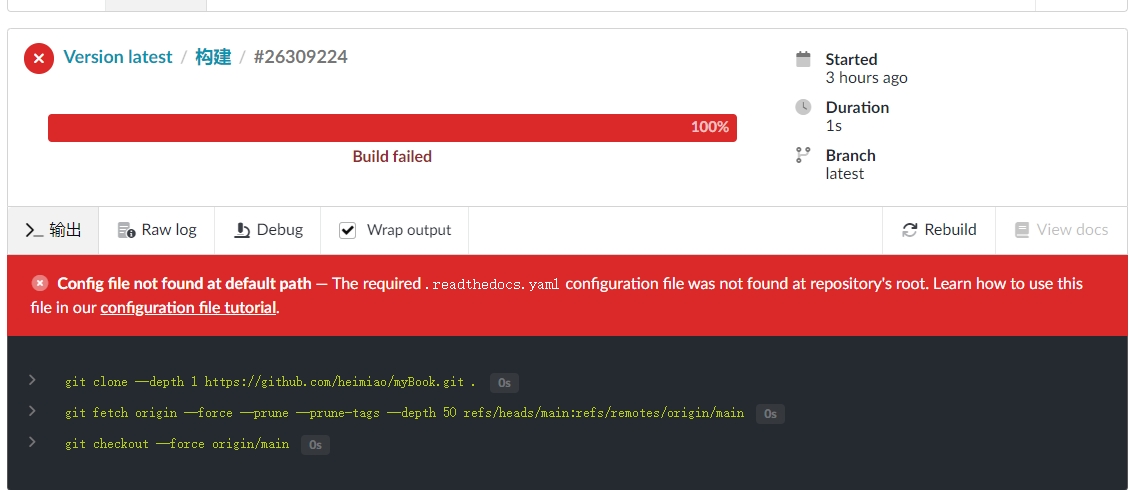 Version latest / 构建 / #26309224
100%
Build failed
Started
3 hours ago
Duration
1s
Branch
latest
输出 Raw log Debug Wrap output Rebuild View docs
Config file not found at default path — The required .readthedocs.yaml configuration file was not found at repository's root. Learn how to use this
file in our configuration file tutorial.
git clone --depth 1 https://github.com/heimiao/myBook.git . 0s
git fetch origin --force --prune --prune-tags --depth 50 refs/heads/main:refs/remotes/origin/main 0s
git checkout --force origin/main 0s